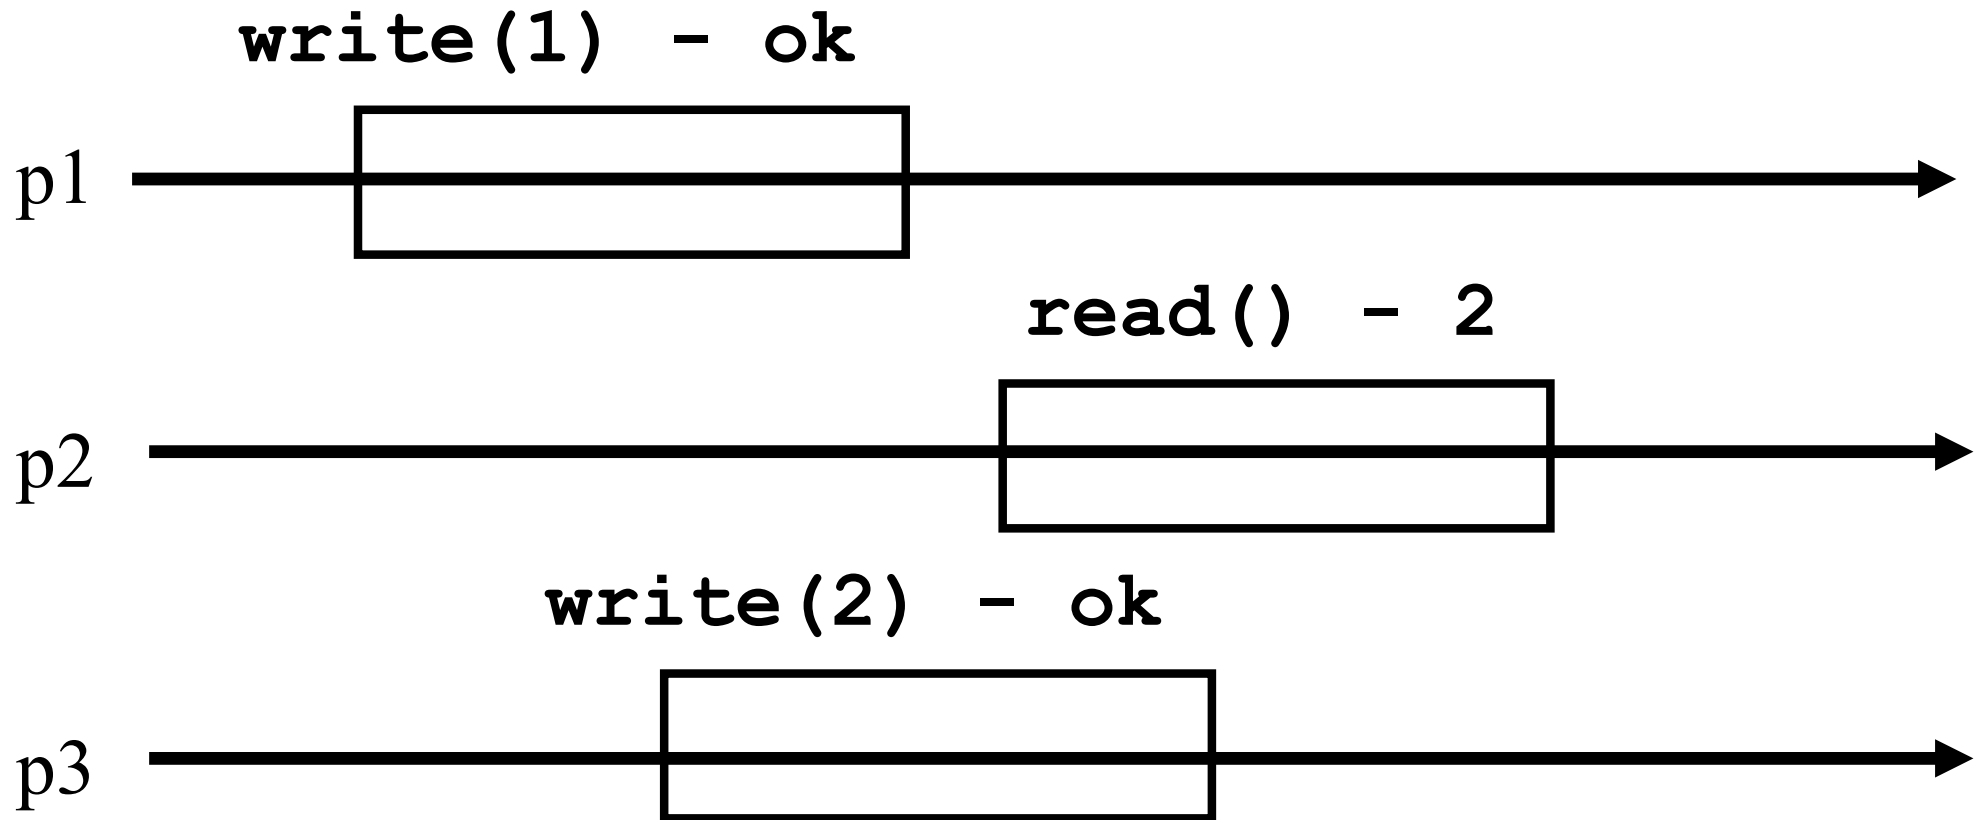 write(1) - ok
p1
read() - 2
p2
write(2) - ok
p3